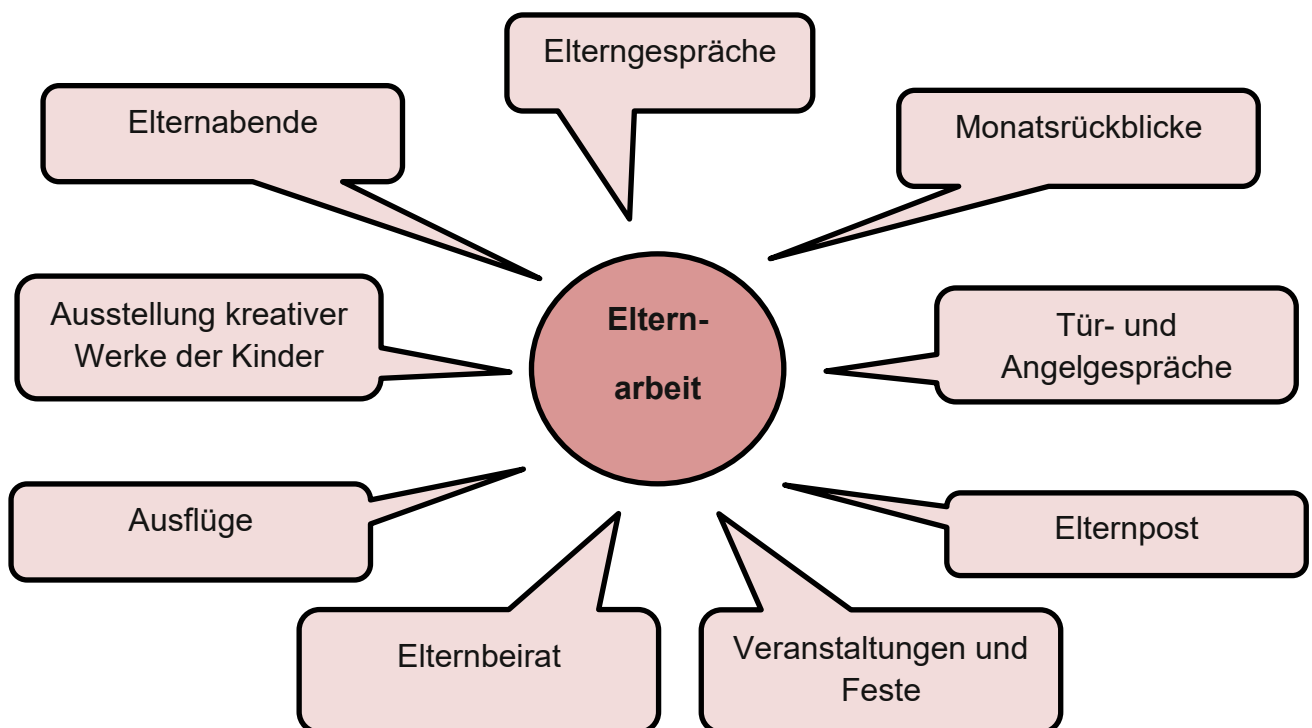 Elterngespräche
Elternabende
Monatsrückblicke
Ausstellung kreativer
Werke der Kinder
Eltern-
arbeit
Tür- und
Angelgespräche
Ausflüge
Elternpost
Elternbeirat
Veranstaltungen und
Feste